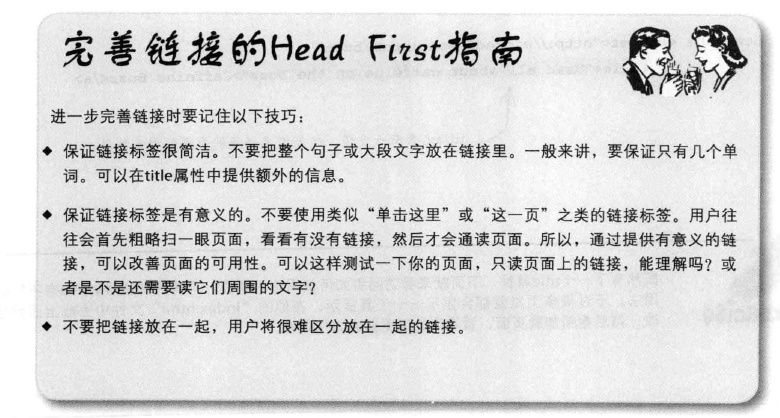 完善链接的Head First指南
进一步完善链接时要记住以下技巧：
◆ 保证链接标签很简洁。不要把整个句子或大段文字放在链接里。一般来讲，要保证只有几个单
词。可以在title属性中提供额外的信息。
◆ 保证链接标签是有意义的。不要使用类似“单击这里”或“这一页”之类的链接标签。用户往
往会首先粗略扫一眼页面，看看有没有链接，然后才会通读页面。所以，通过提供有意义的链
接，可以改善页面的可用性。可以这样测试一下你的页面，只读页面上的链接，能理解吗？或
者是不是还需要读它们周围的文字？
◆ 不要把链接放在一起，用户将很难区分放在一起的链接。